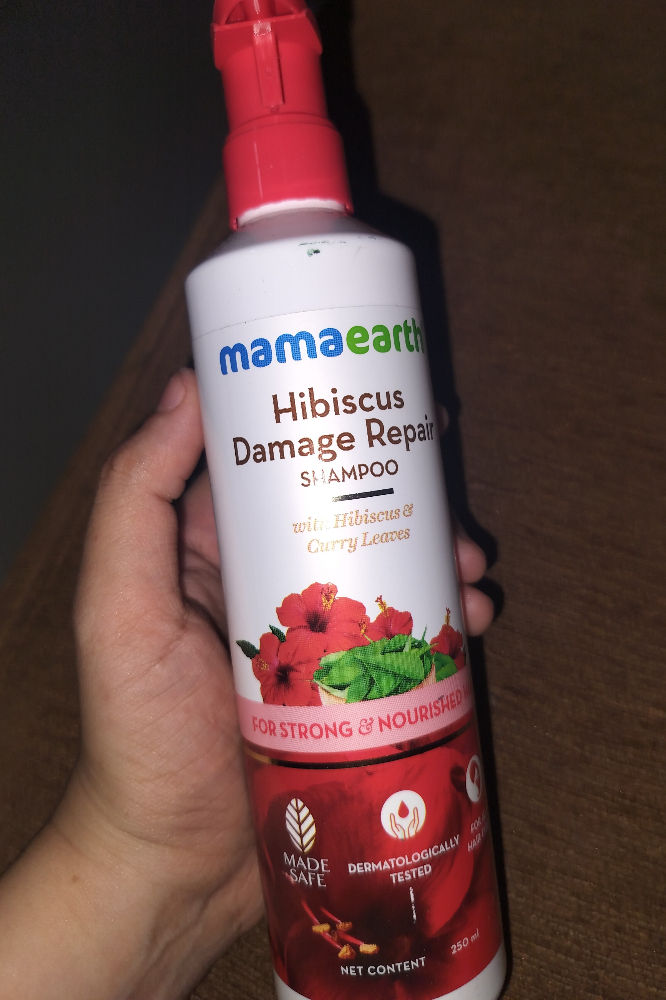 mamaearth
Hibiscus
Damage Repair
SHAMPOO
with Hibiscus &
Curry Leaves
FOR STRONG & NOURISHED
MADE
SAFE
DERMATOLOGICALLY
TESTED
HAIR
NET CONTENT
250 ml